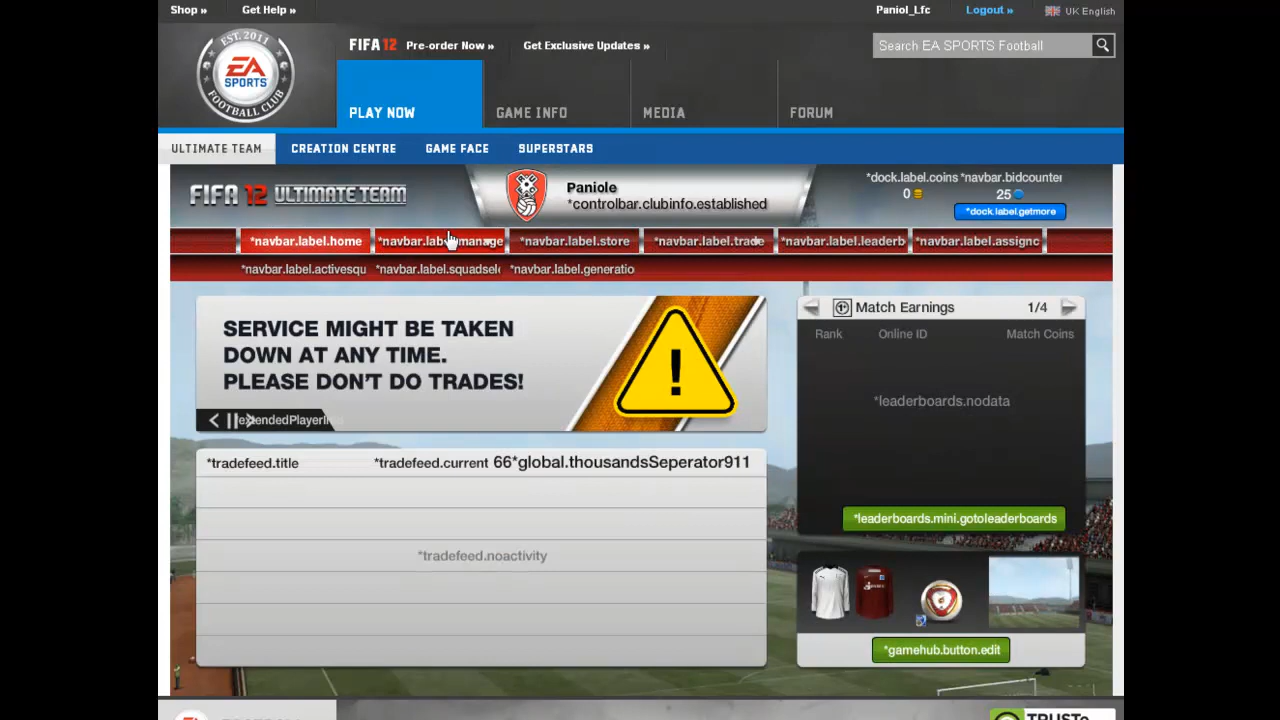 Shop »
Get Help »
Paniol_Lfc
Logout »
UK English
EST. 2011
EA
SPORTS
FOOTBALL CLUB
FIFA 12 Pre-order Now »
Get Exclusive Updates »
Search EA SPORTS Football
PLAY NOW
GAME INFO
MEDIA
FORUM
ULTIMATE TEAM
CREATION CENTRE
GAME FACE
SUPERSTARS
FIFA 12 ULTIMATE TEAM
Paniole
*controlbar.clubinfo.established
*dock.label.coins *navbar.bidcounter
0
25
*dock.label.getmore
*navbar.label.home
*navbar.label.store
*navbar.label.trade
*navbar.label.leaderb
*navbar.label.assignc
*navbar.label.activesqu
*navbar.label.squadsel
*navbar.label.generatio
SERVICE MIGHT BE TAKEN
DOWN AT ANY TIME.
PLEASE DON'T DO TRADES!
!
Match Earnings
1/4
Rank
Online ID
Match Coins
*leaderboards.nodata
*leaderboards.mini.gotoleaderboards
*tradefeed.title
*tradefeed.current 66*global.thousandsSeperator911
*tradefeed.noactivity
*gamehub.button.edit
EA
TRUSTe